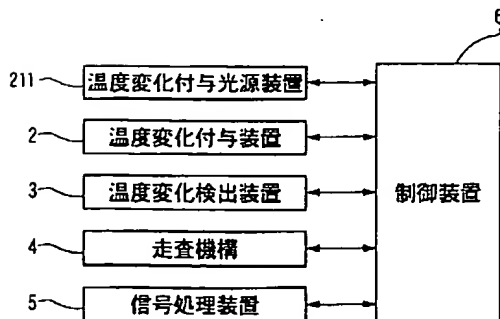 6
211 温度変化付与光源装置
2 温度変化付与装置
3 温度変化検出装置
制御装置
4 走査機構
5 信号処理装置